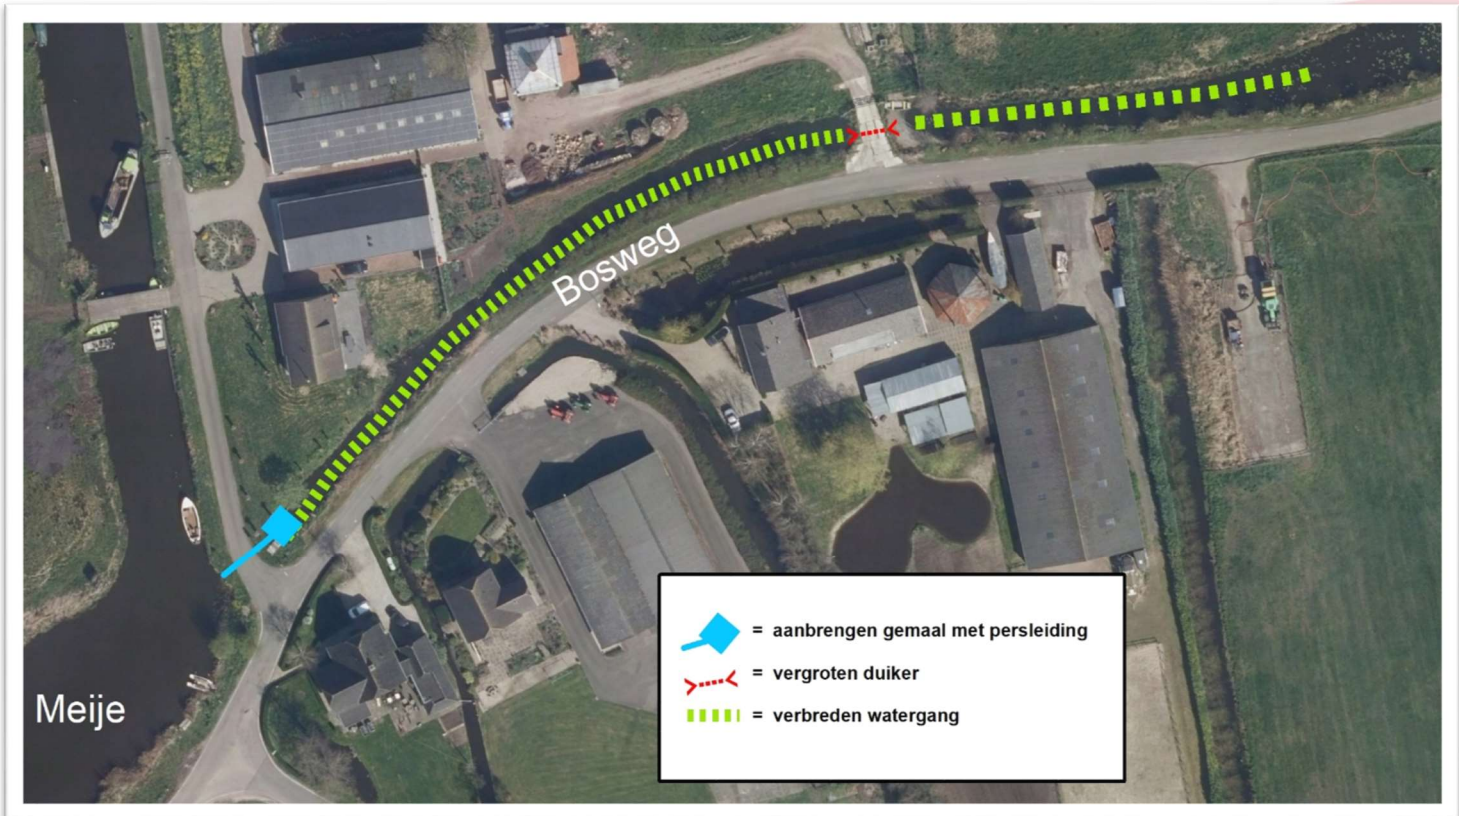 Bosweg
Meije
= aanbrengen gemaal met persleiding
= vergroten duiker
= verbreden watergang